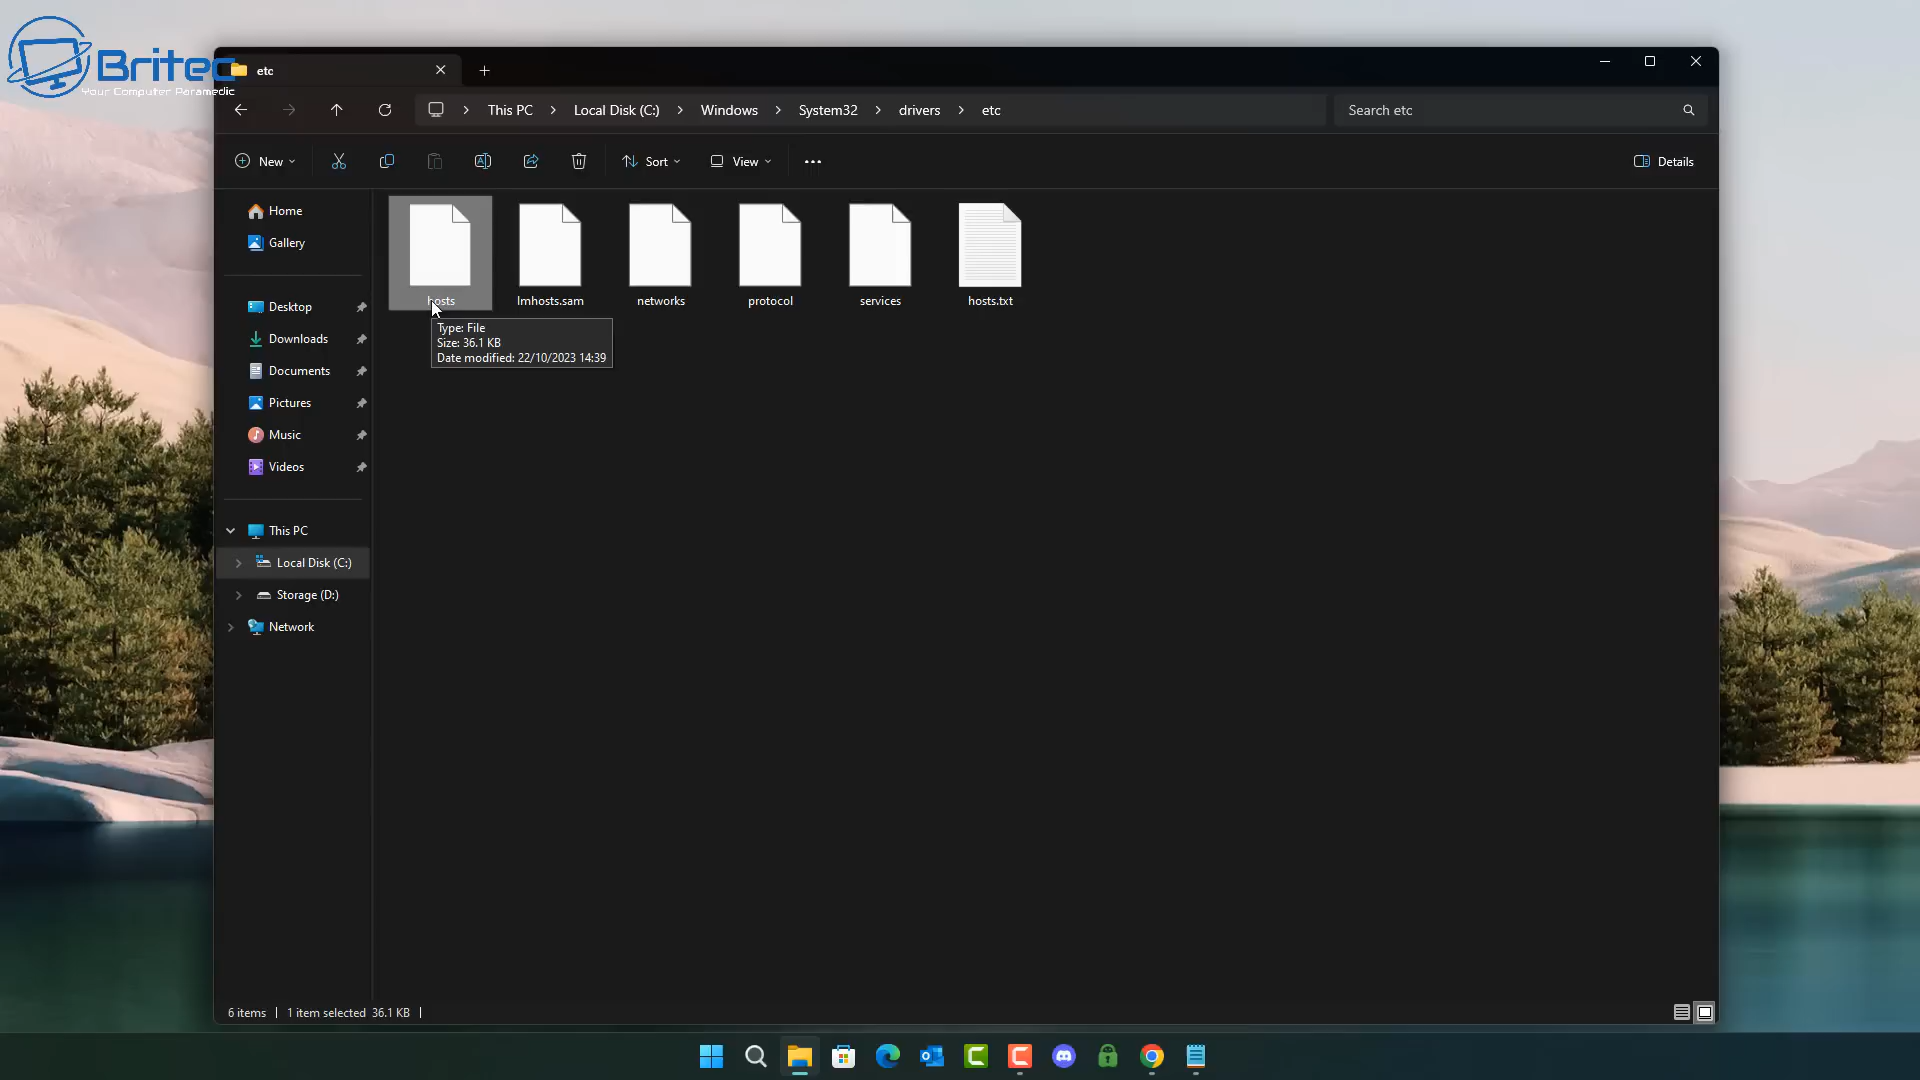 Britec
Your Computer Paramedic
etc
This PC
Local Disk (C:)
Windows
System32
drivers
etc
Search etc
New
Sort
View
Details
Home
Gallery
Desktop
Downloads
Documents
Pictures
Music
Videos
This PC
Local Disk (C:)
Storage (D:)
Network
hosts
lmhosts.sam
networks
protocol
services
hosts.txt
Type: File
Size: 36.1 KB
Date modified: 22/10/2023 14:39
6 items
1 item selected 36.1 KB